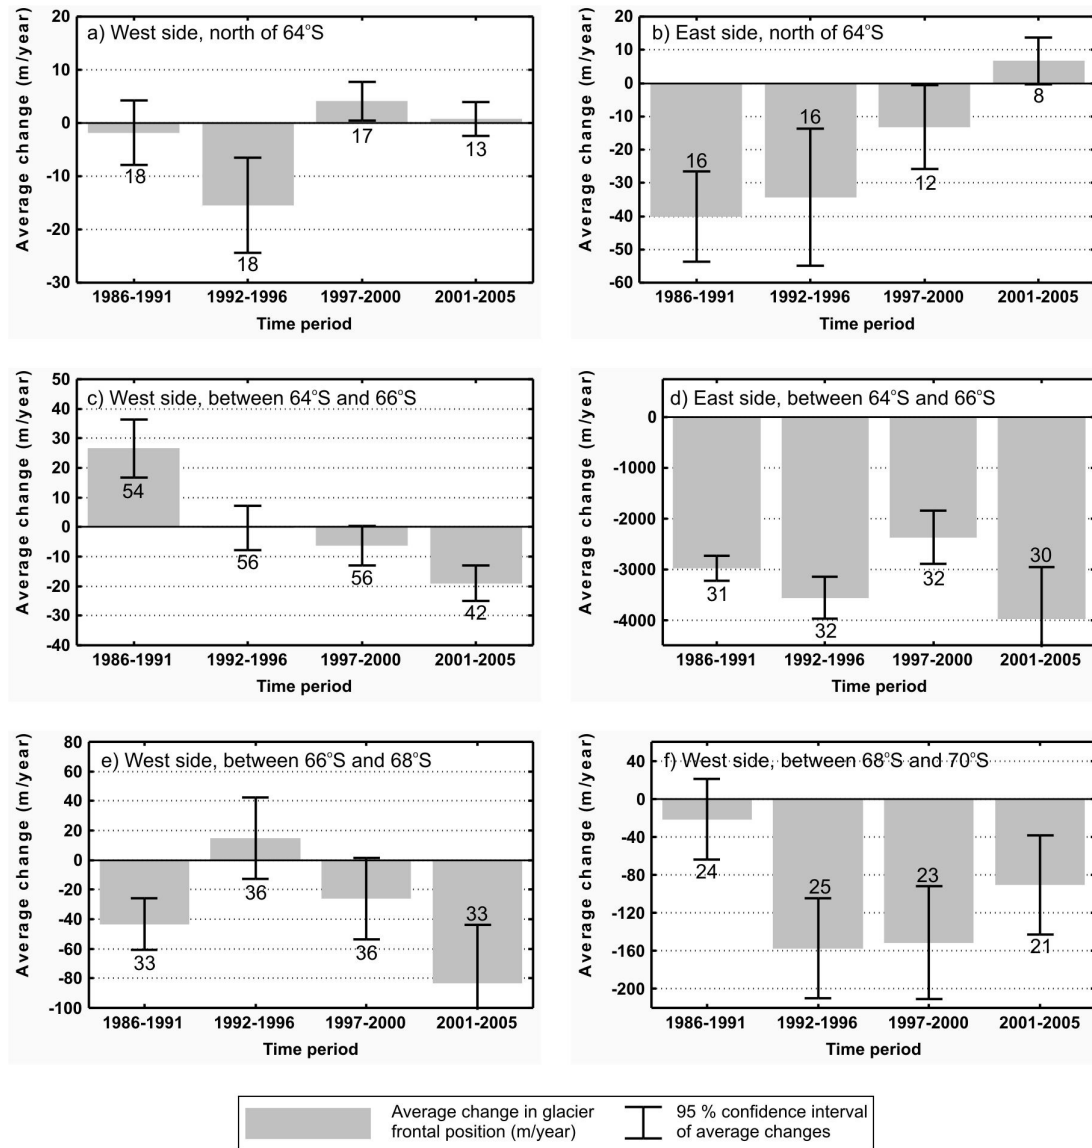 a) West side, north of 64°S
Average change (m/year)
20
10
0
-10
-20
-30
18
18
17
13
1986-1991 1992-1996 1997-2000 2001-2005
Time period
b) East side, north of 64°S
Average change (m/year)
20
10
0
-10
-20
-30
-40
-50
-60
16
16
12
8
1986-1991 1992-1996 1997-2000 2001-2005
Time period
c) West side, between 64°S and 66°S
Average change (m/year)
50
40
30
20
10
0
-10
-20
-30
-40
54
56
56
42
1986-1991 1992-1996 1997-2000 2001-2005
Time period
d) East side, between 64°S and 66°S
Average change (m/year)
0
-1000
-2000
-3000
-4000
31
32
32
30
1986-1991 1992-1996 1997-2000 2001-2005
Time period
e) West side, between 66°S and 68°S
Average change (m/year)
80
60
40
20
0
-20
-40
-60
-80
-100
33
36
36
33
1986-1991 1992-1996 1997-2000 2001-2005
Time period
f) West side, between 68°S and 70°S
Average change (m/year)
40
0
-40
-80
-120
-160
-200
24
25
23
21
1986-1991 1992-1996 1997-2000 2001-2005
Time period
Average change in glacier
frontal position (m/year)
95 % confidence interval
of average changes